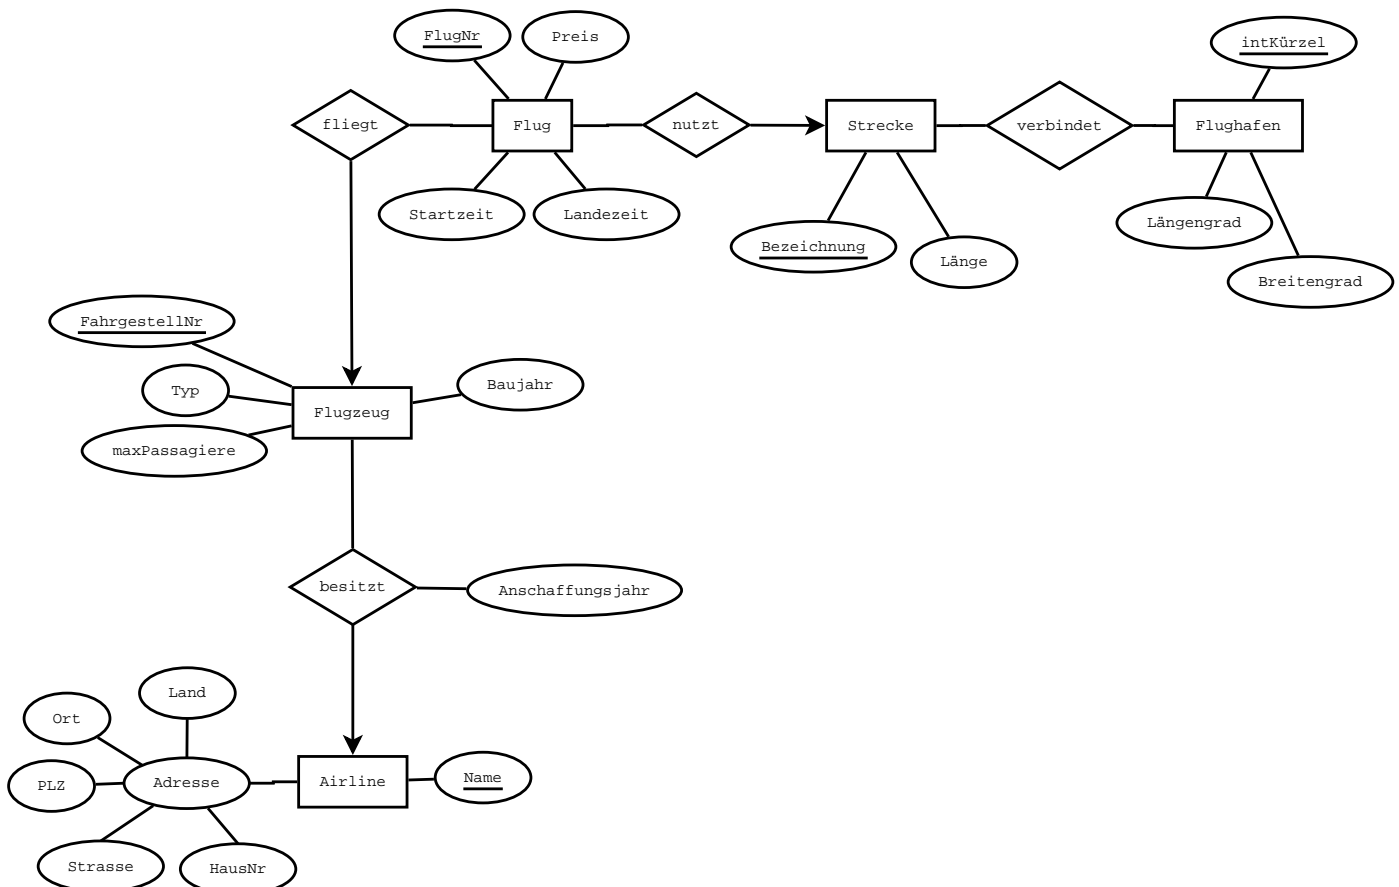 FlugNr
Preis
intKürzel
fliegt
Flug
nutzt
Strecke
verbindet
Flughafen
Startzeit
Landezeit
Längengrad
Bezeichnung
Länge
Breitengrad
FahrgestellNr
Typ
Baujahr
Flugzeug
maxPassagiere
besitzt
Anschaffungsjahr
Land
Ort
PLZ
Adresse
Airline
Name
Strasse
HausNr